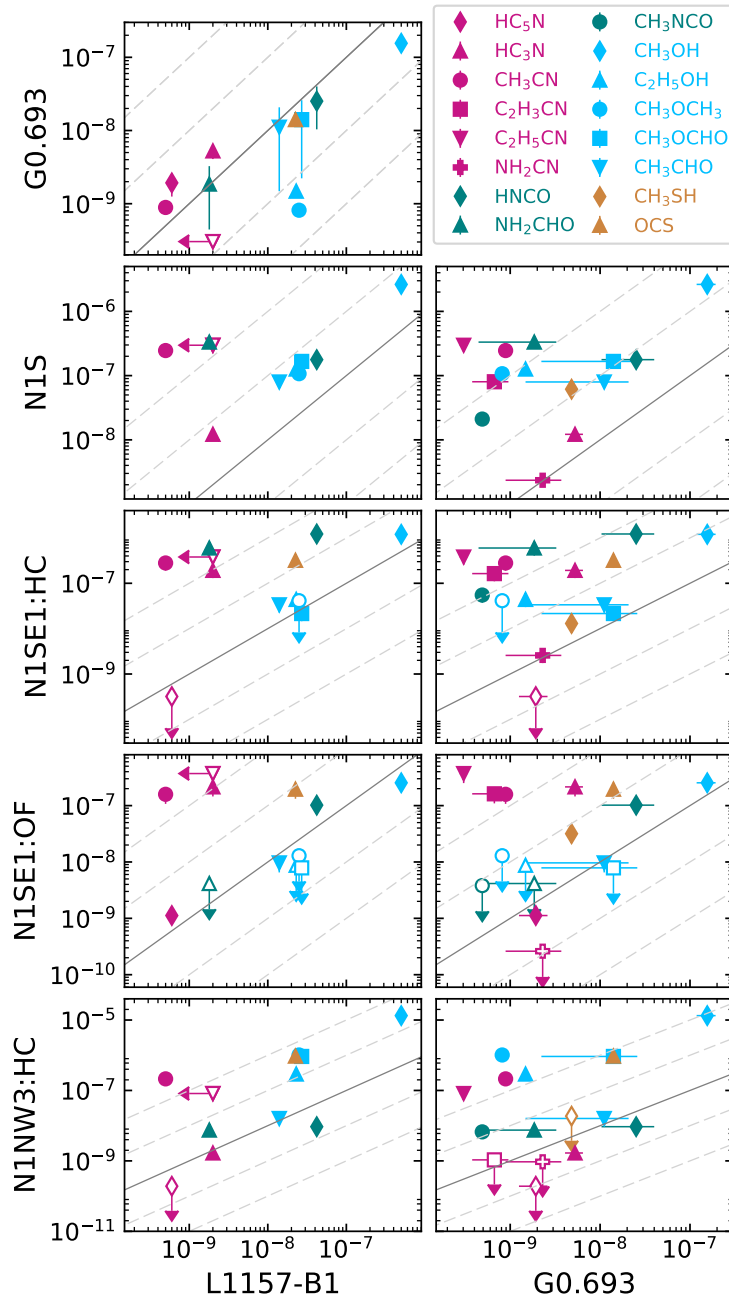 G0.693
10⁻⁷
10⁻⁸
10⁻⁹
HC₅N
HC₃N
CH₃CN
C₂H₃CN
C₂H₅CN
NH₂CN
HNCO
NH₂CHO
CH₃NCO
CH₃OH
C₂H₅OH
CH₃OCH₃
CH₃OCHO
CH₃CHO
CH₃SH
OCS
N1S
10⁻⁶
10⁻⁷
10⁻⁸
N1SE1:HC
10⁻⁷
10⁻⁹
N1SE1:OF
10⁻⁷
10⁻⁸
10⁻⁹
10⁻¹⁰
N1NW3:HC
10⁻⁵
10⁻⁷
10⁻⁹
10⁻¹¹
10⁻⁹ 10⁻⁸ 10⁻⁷
10⁻⁹ 10⁻⁸ 10⁻⁷
L1157-B1
G0.693